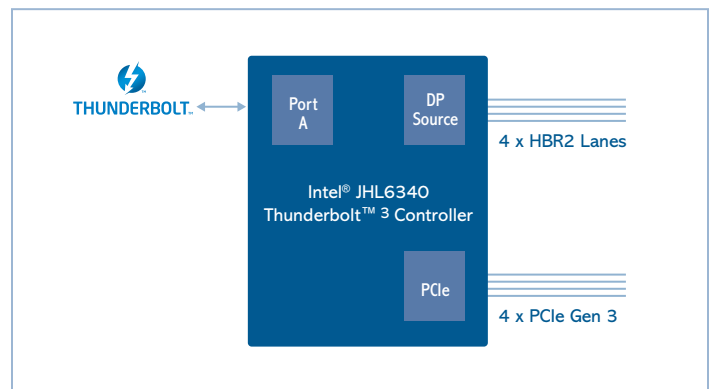 THUNDERBOLT™
Port
A
DP
Source
4 x HBR2 Lanes
Intel® JHL6340
Thunderbolt™ 3 Controller
PCIe
4 x PCIe Gen 3